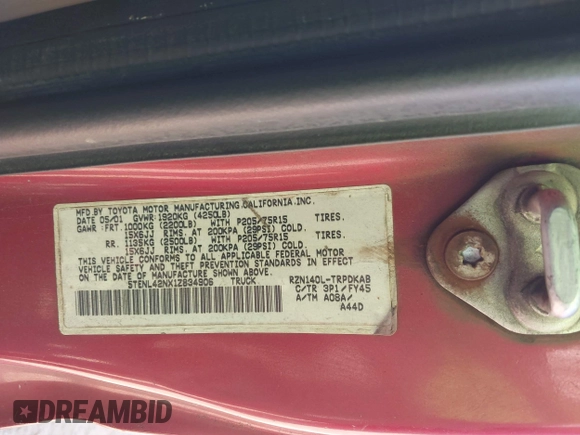 MFD.BY TOYOTA MOTOR MANUFACTURING.CALIFORNIA.INC.
DATE 05/01 GVWR:1920KG (4250LB)
GAWR: FRT. 1000KG (2200LB) WITH P205/75R15 TIRES.
15X6JJ RIMS. AT 200KPA (29PSI) COLD.
RR. 1135KG (2500LB) WITH P205/75R15 TIRES.
15X6JJ RIMS. AT 200KPA (29PSI) COLD.
THIS VEHICLE CONFORMS TO ALL APPLICABLE FEDERAL MOTOR
VEHICLE SAFETY AND THEFT PREVENTION STANDARDS IN EFFECT
ON THE DATE OF MANUFACTURE SHOWN ABOVE.
5TENL42NX1Z834906 TRUCK RZN140L-TRPDKAB
C/TR 3P1/FY45
A/TM A08A/
A44D
DREAMBID